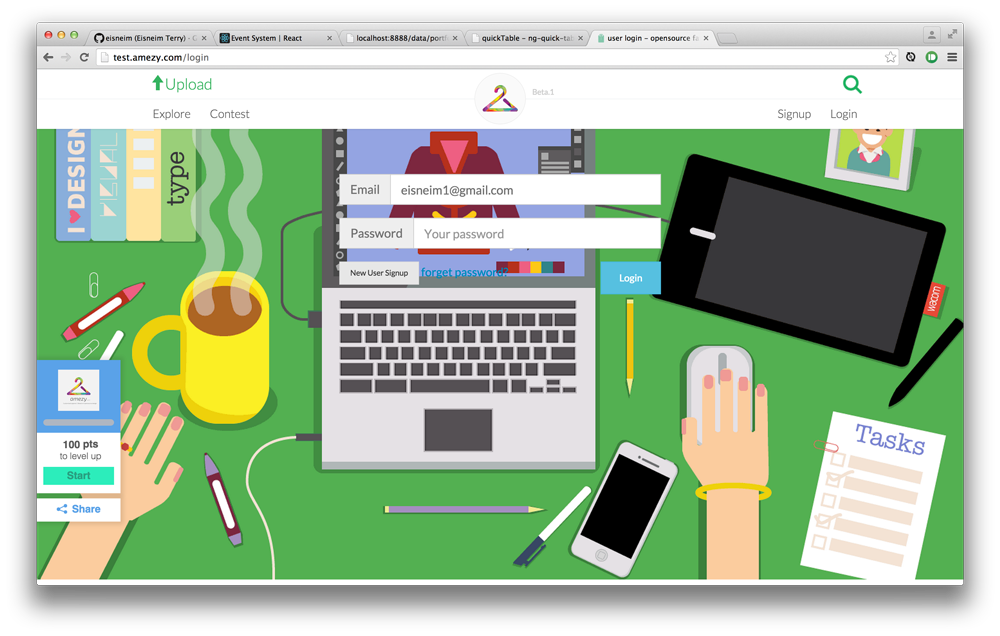 eisneim (Eisneim Terry) - G
Event System | React
localhost:8888/data/portf
quickTable – ng-quick-tab
user login – opensource fa
test.amezy.com/login
Upload
Beta.1
Explore
Contest
Signup
Login
I DESIGN
type
Email
eisneim1@gmail.com
Password
Your password
New User Signup
forget password?
Login
wacom
amezy
100 pts
to level up
Start
Share
Tasks